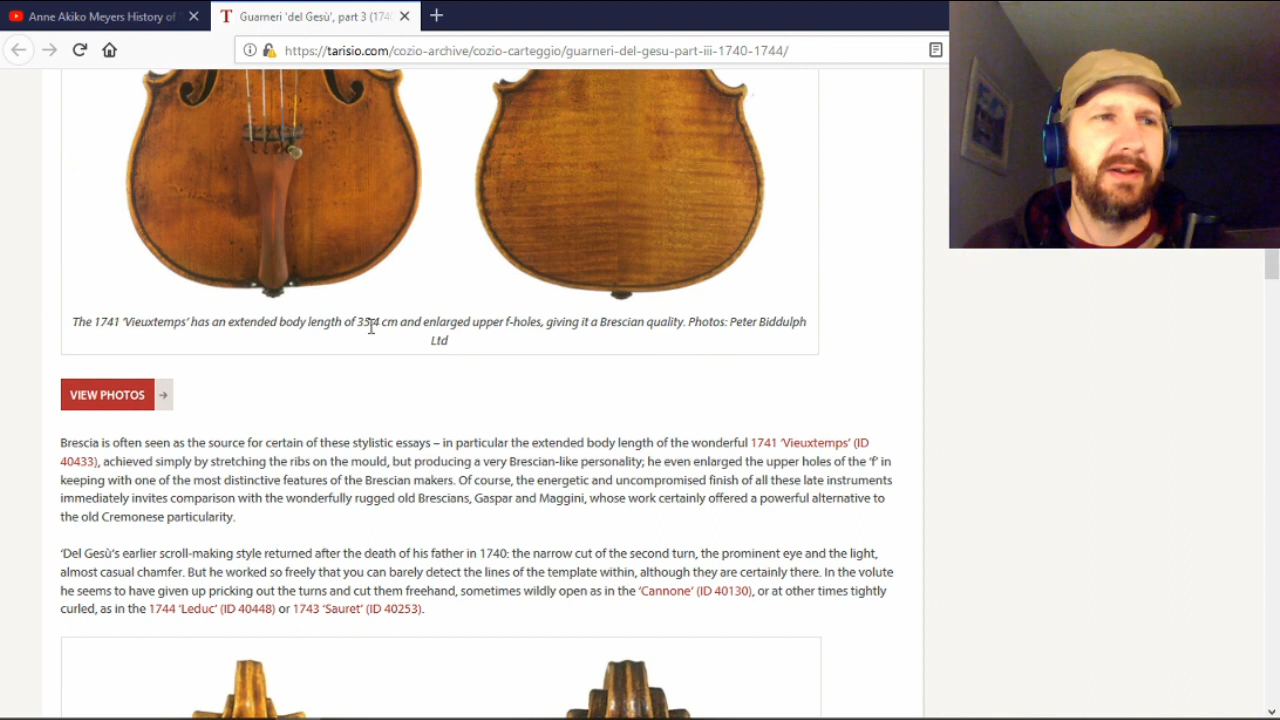 Anne Akiko Meyers History of
Guarneri 'del Gesù', part 3 (174
https://tarisio.com/cozio-archive/cozio-carteggio/guarneri-del-gesu-part-iii-1740-1744/
The 1741 'Vieuxtemps' has an extended body length of 35.4 cm and enlarged upper f-holes, giving it a Brescian quality. Photos: Peter Biddulph
Ltd
VIEW PHOTOS
Brescia is often seen as the source for certain of these stylistic essays – in particular the extended body length of the wonderful 1741 'Vieuxtemps' (ID
40433), achieved simply by stretching the ribs on the mould, but producing a very Brescian-like personality; he even enlarged the upper holes of the 'f' in
keeping with one of the most distinctive features of the Brescian makers. Of course, the energetic and uncompromised finish of all these late instruments
immediately invites comparison with the wonderfully rugged old Brescians, Gaspar and Maggini, whose work certainly offered a powerful alternative to
the old Cremonese particularity.
'Del Gesù's earlier scroll-making style returned after the death of his father in 1740: the narrow cut of the second turn, the prominent eye and the light,
almost casual chamfer. But he worked so freely that you can barely detect the lines of the template within, although they are certainly there. In the volute
he seems to have given up pricking out the turns and cut them freehand, sometimes wildly open as in the 'Cannone' (ID 40130), or at other times tightly
curled, as in the 1744 'Leduc' (ID 40448) or 1743 'Sauret' (ID 40253).